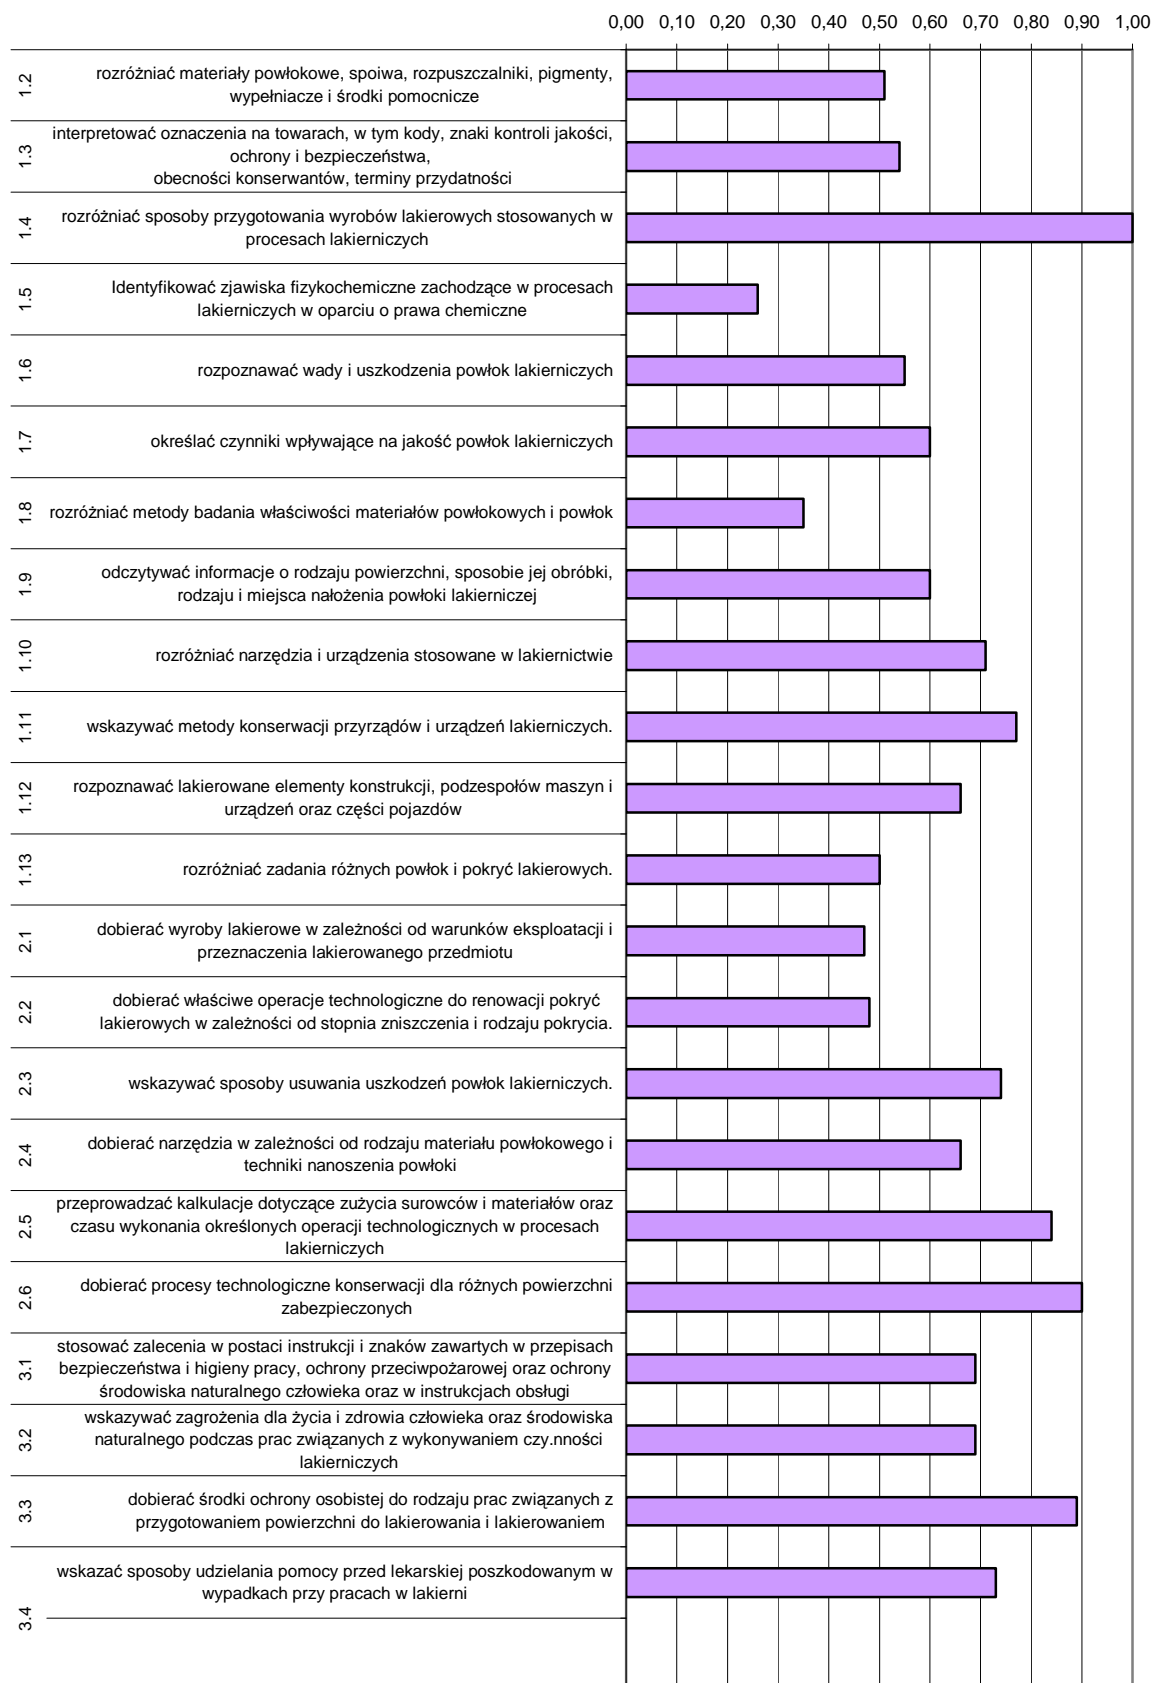 0,00 0,10 0,20 0,30 0,40 0,50 0,60 0,70 0,80 0,90 1,00
1.2
rozróżniać materiały powłokowe, spoiwa, rozpuszczalniki, pigmenty,
wypełniacze i środki pomocnicze
1.3
interpretować oznaczenia na towarach, w tym kody, znaki kontroli jakości,
ochrony i bezpieczeństwa,
obecności konserwantów, terminy przydatności
1.4
rozróżniać sposoby przygotowania wyrobów lakierowych stosowanych w
procesach lakierniczych
1.5
Identyfikować zjawiska fizykochemiczne zachodzące w procesach
lakierniczych w oparciu o prawa chemiczne
1.6
rozpoznawać wady i uszkodzenia powłok lakierniczych
1.7
określać czynniki wpływające na jakość powłok lakierniczych
1.8
rozróżniać metody badania właściwości materiałów powłokowych i powłok
1.9
odczytywać informacje o rodzaju powierzchni, sposobie jej obróbki,
rodzaju i miejsca nałożenia powłoki lakierniczej
1.10
rozróżniać narzędzia i urządzenia stosowane w lakiernictwie
1.11
wskazywać metody konserwacji przyrządów i urządzeń lakierniczych.
1.12
rozpoznawać lakierowane elementy konstrukcji, podzespołów maszyn i
urządzeń oraz części pojazdów
1.13
rozróżniać zadania różnych powłok i pokryć lakierowych.
2.1
dobierać wyroby lakierowe w zależności od warunków eksploatacji i
przeznaczenia lakierowanego przedmiotu
2.2
dobierać właściwe operacje technologiczne do renowacji pokryć
lakierowych w zależności od stopnia zniszczenia i rodzaju pokrycia.
2.3
wskazywać sposoby usuwania uszkodzeń powłok lakierniczych.
2.4
dobierać narzędzia w zależności od rodzaju materiału powłokowego i
techniki nanoszenia powłoki
2.5
przeprowadzać kalkulacje dotyczące zużycia surowców i materiałów oraz
czasu wykonania określonych operacji technologicznych w procesach
lakierniczych
2.6
dobierać procesy technologiczne konserwacji dla różnych powierzchni
zabezpieczonych
3.1
stosować zalecenia w postaci instrukcji i znaków zawartych w przepisach
bezpieczeństwa i higieny pracy, ochrony przeciwpożarowej oraz ochrony
środowiska naturalnego człowieka oraz w instrukcjach obsługi
3.2
wskazywać zagrożenia dla życia i zdrowia człowieka oraz środowiska
naturalnego podczas prac związanych z wykonywaniem czy.nności
lakierniczych
3.3
dobierać środki ochrony osobistej do rodzaju prac związanych z
przygotowaniem powierzchni do lakierowania i lakierowaniem
3.4
wskazać sposoby udzielania pomocy przed lekarskiej poszkodowanym w
wypadkach przy pracach w lakierni